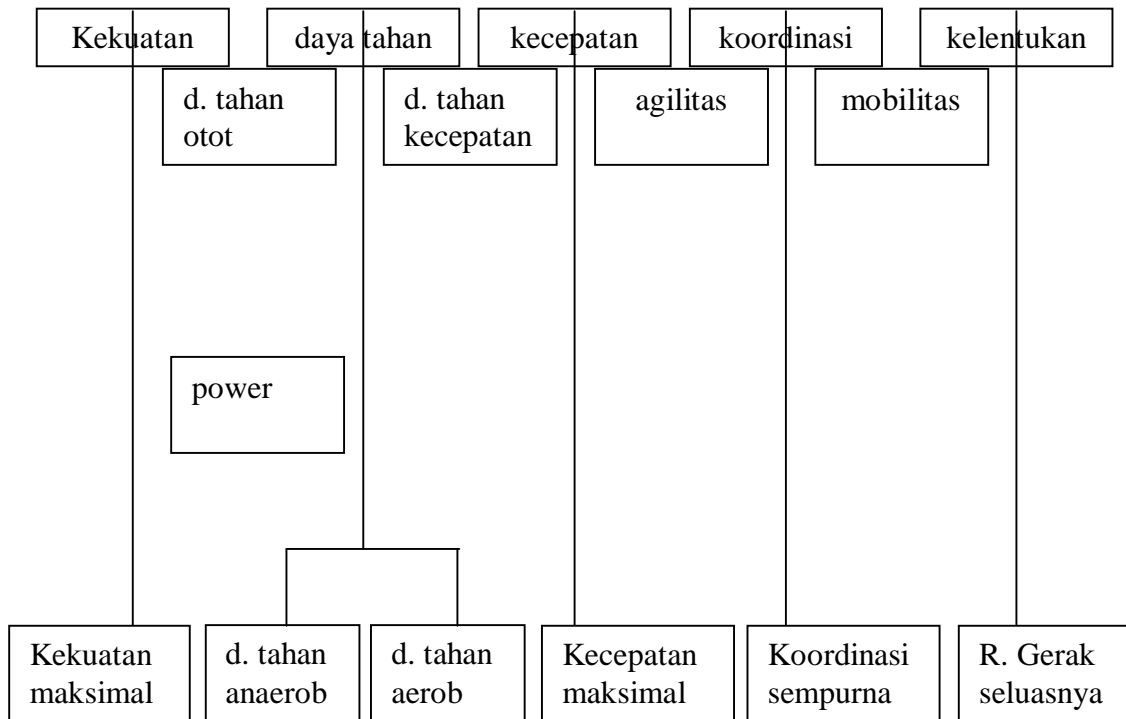 Kekuatan
daya tahan
kecepatan
koordinasi
kelentukan
d. tahan
otot
d. tahan
kecepatan
agilitas
mobilitas
power
Kekuatan
maksimal
d. tahan
anaerob
d. tahan
aerob
Kecepatan
maksimal
Koordinasi
sempurna
R. Gerak
seluasnya